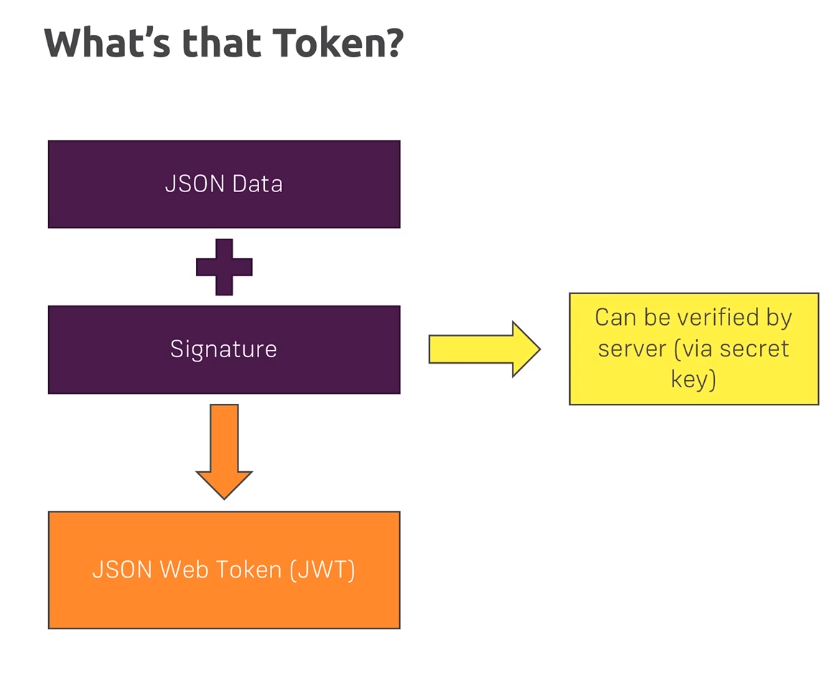 What's that Token?
JSON Data
Signature
Can be verified by
server (via secret
key)
JSON Web Token (JWT)